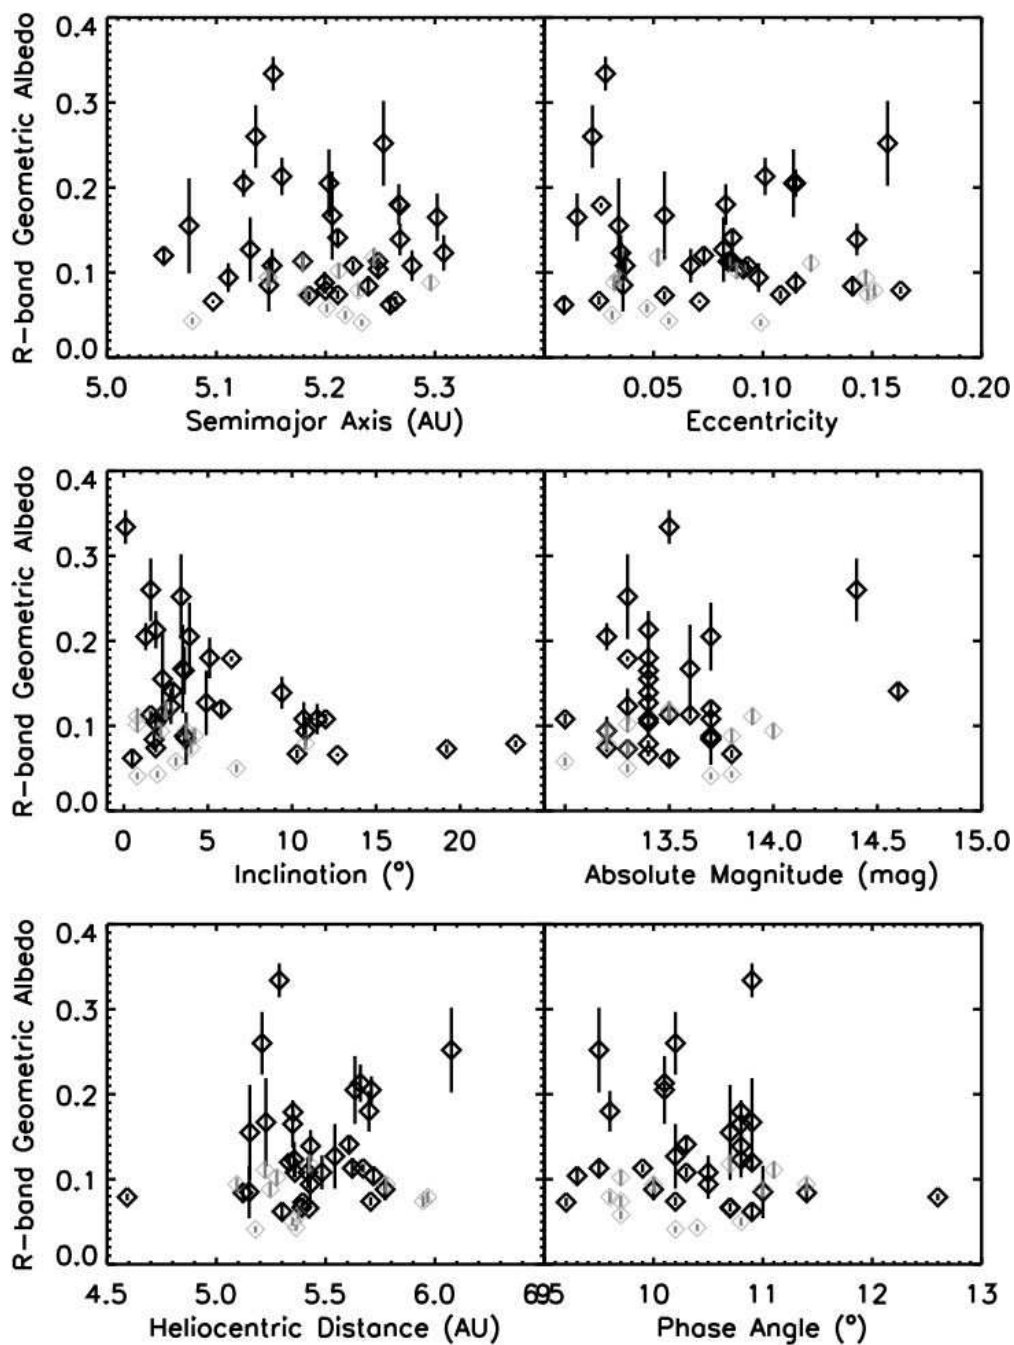 R-band Geometric Albedo
0.4
0.3
0.2
0.1
0.0
5.0 5.1 5.2 5.3
Semimajor Axis (AU)
0.05 0.10 0.15 0.20
Eccentricity
R-band Geometric Albedo
0.4
0.3
0.2
0.1
0.0
0 5 10 15 20
Inclination (°)
13.5 14.0 14.5 15.0
Absolute Magnitude (mag)
R-band Geometric Albedo
0.4
0.3
0.2
0.1
0.0
4.5 5.0 5.5 6.0
Heliocentric Distance (AU)
10 11 12 13
Phase Angle (°)